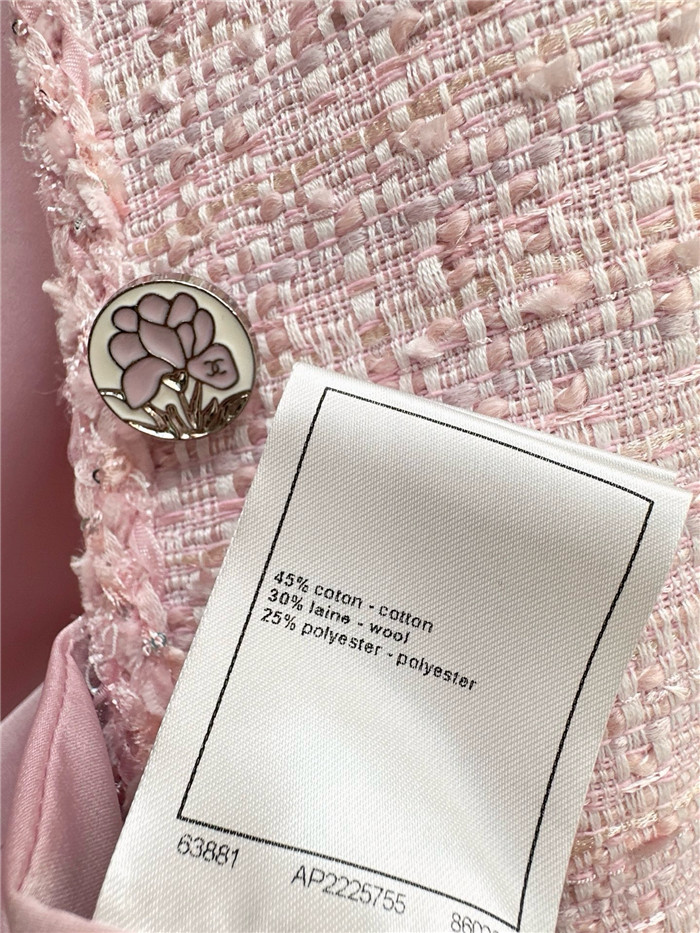 45% coton - cotton
30% laine - wool
25% polyester - polyester
63881 AP2225755